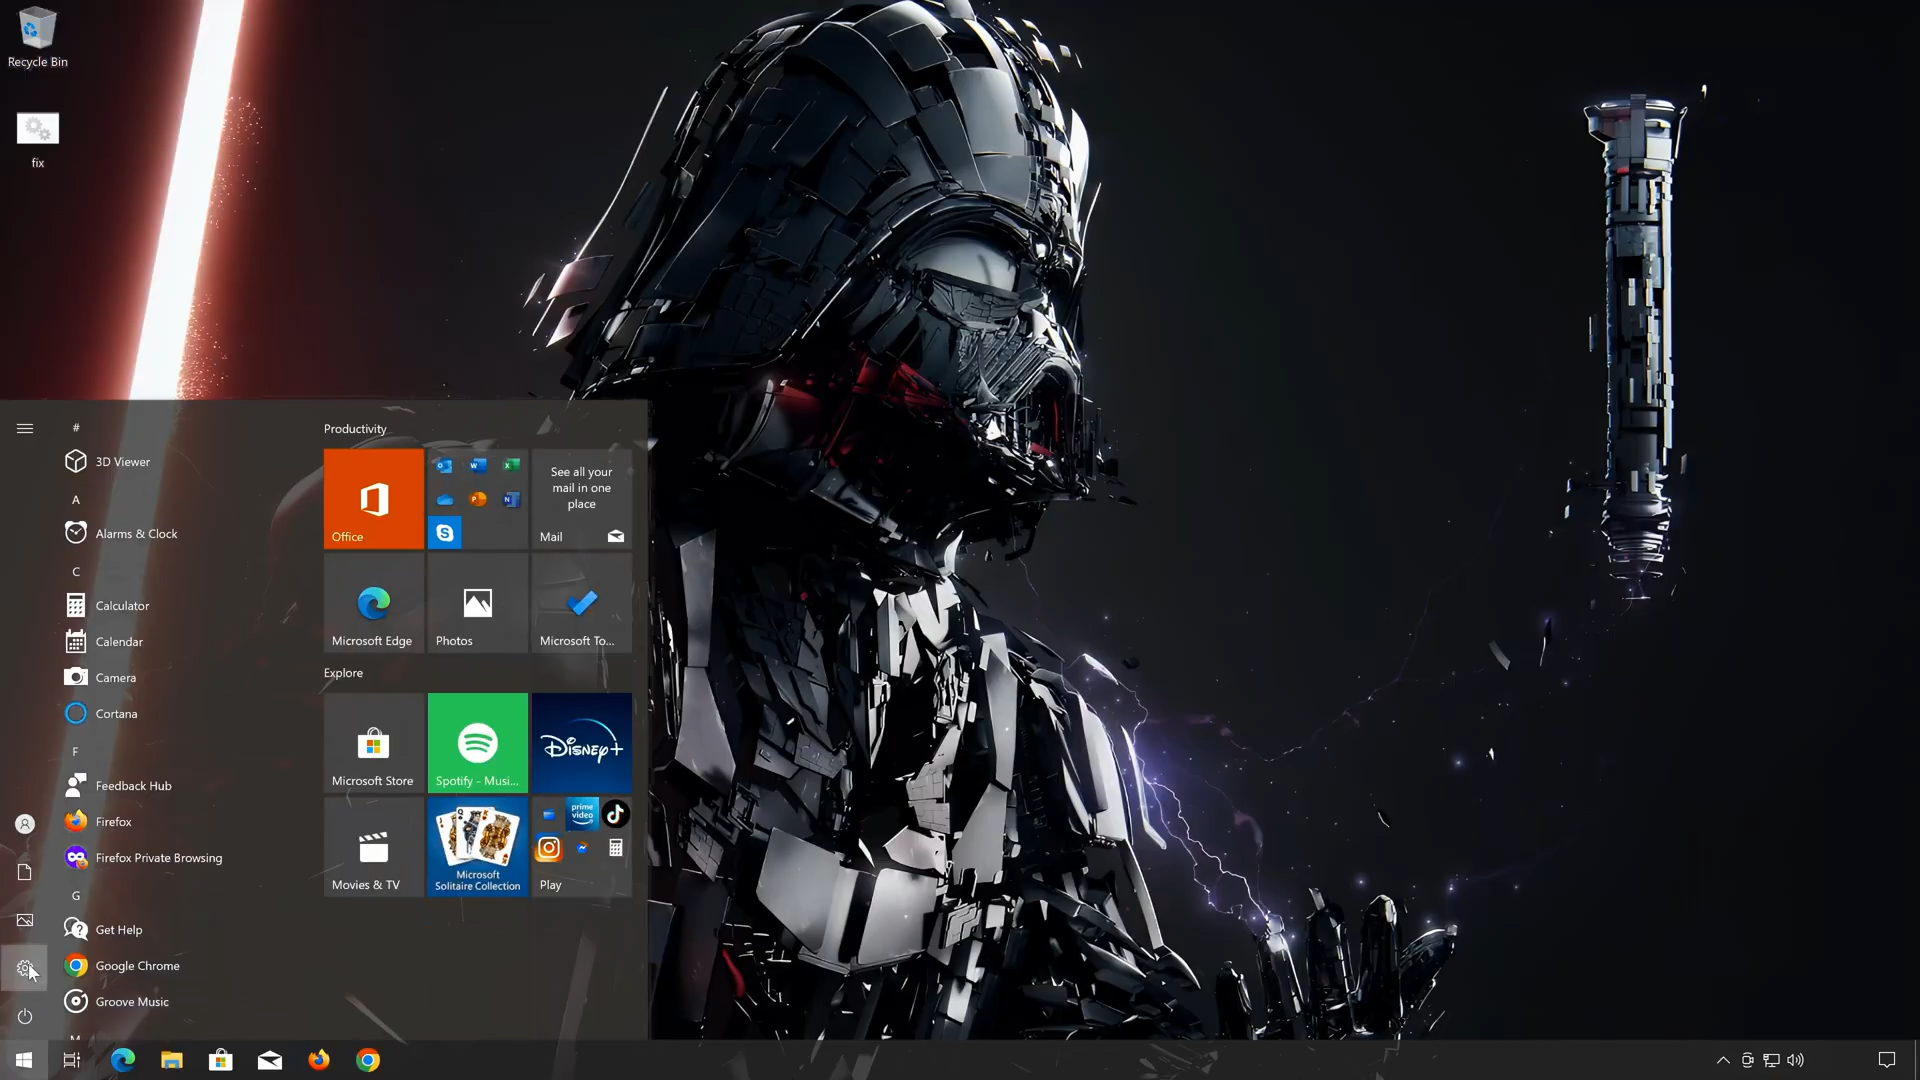 Recycle Bin
fix
#
3D Viewer
A
Alarms & Clock
C
Calculator
Calendar
Camera
Cortana
F
Feedback Hub
Firefox
Firefox Private Browsing
G
Get Help
Google Chrome
Groove Music
M
Productivity
Office
See all your
mail in one
place
Mail
Microsoft Edge
Photos
Microsoft To...
Explore
Microsoft Store
Spotify - Musi...
Disney+
Movies & TV
Microsoft
Solitaire Collection
prime
video
Play